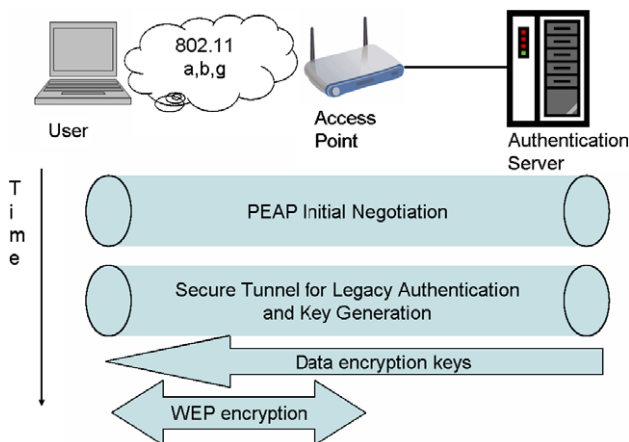 802.11
a,b,g
User
Access
Point
Authentication
Server
Time
PEAP Initial Negotiation
Secure Tunnel for Legacy Authentication
and Key Generation
Data encryption keys
WEP encryption